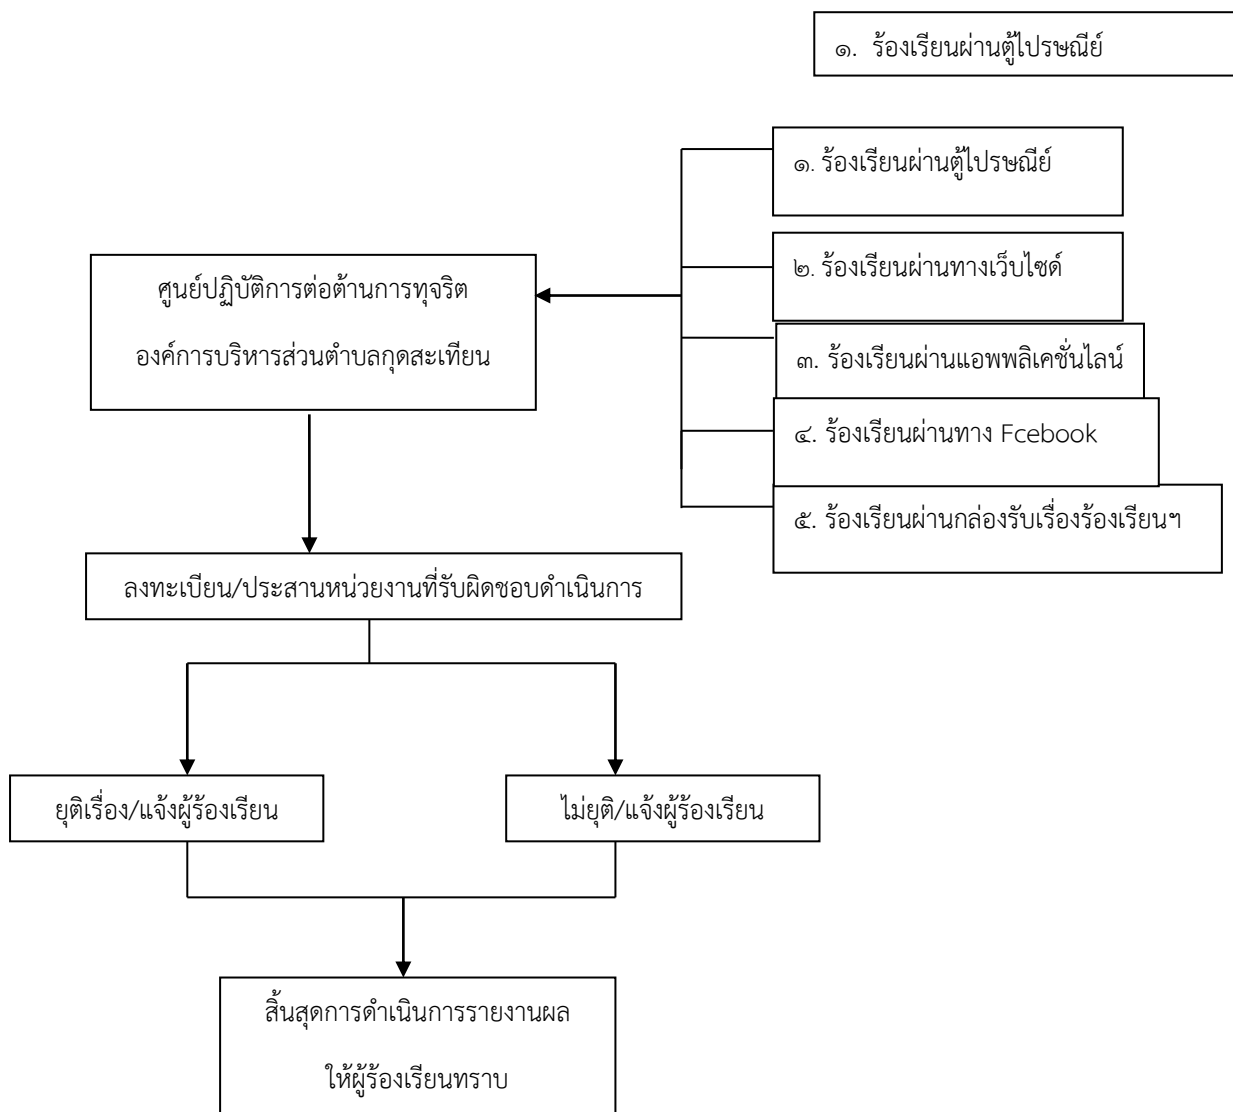 ๑. ร้องเรียนผ่านตู้ไปรษณีย์
๑. ร้องเรียนผ่านตู้ไปรษณีย์
๒. ร้องเรียนผ่านทางเว็บไซด์
ศูนย์ปฏิบัติการต่อต้านการทุจริต
องค์การบริหารส่วนตำบลกุดสะเทียน
๓. ร้องเรียนผ่านแอพพลิเคชั่นไลน์
๔. ร้องเรียนผ่านทาง Fcebook
๕. ร้องเรียนผ่านกล่องรับเรื่องร้องเรียนฯ
ลงทะเบียน/ประสานหน่วยงานที่รับผิดชอบดำเนินการ
ยุติเรื่อง/แจ้งผู้ร้องเรียน
ไม่ยุติ/แจ้งผู้ร้องเรียน
สิ้นสุดการดำเนินการรายงานผล
ให้ผู้ร้องเรียนทราบ